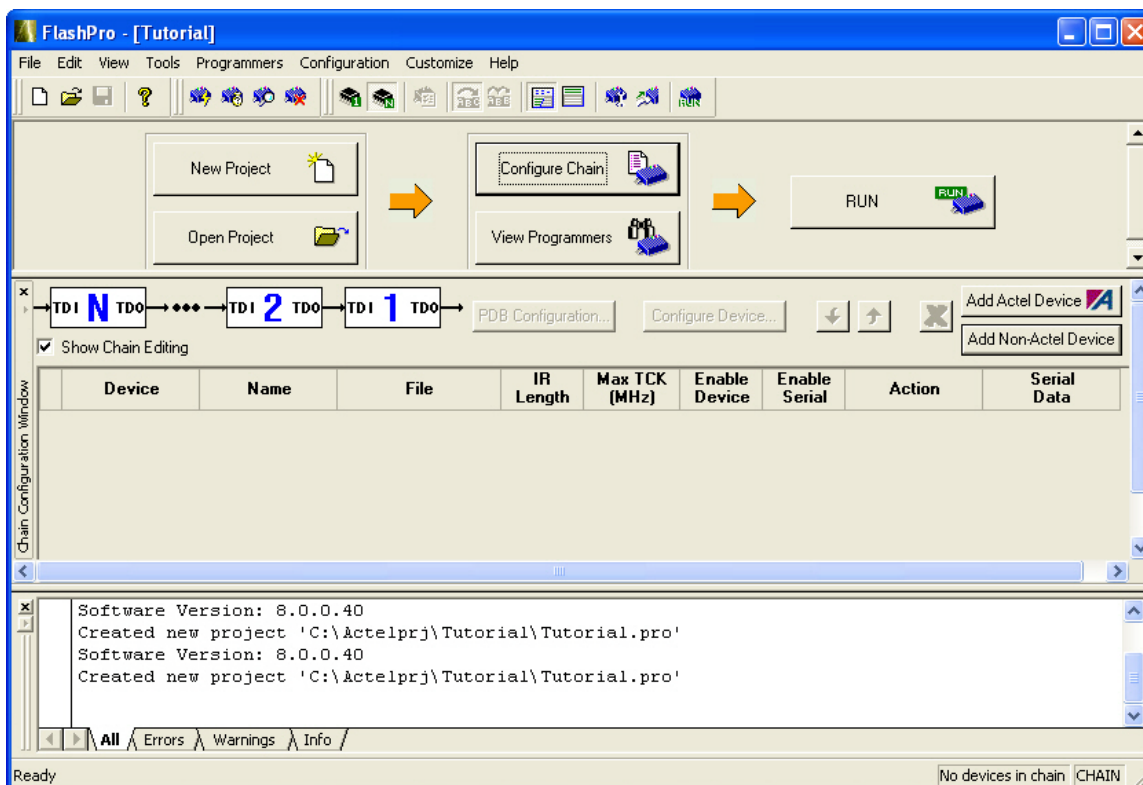 FlashPro - [Tutorial]
File Edit View Tools Programmers Configuration Customize Help
New Project
Configure Chain
RUN
RUN
Open Project
View Programmers
TDI N TDO ••• TDI 2 TDO TDI 1 TDO
PDB Configuration...
Configure Device...
Add Actel Device
Add Non-Actel Device
Show Chain Editing
Chain Configuration Window
Device Name File IR Length Max TCK (MHz) Enable Device Enable Serial Action Serial Data
Software Version: 8.0.0.40
Created new project 'C:\Actelprj\Tutorial\Tutorial.pro'
Software Version: 8.0.0.40
Created new project 'C:\Actelprj\Tutorial\Tutorial.pro'
All Errors Warnings Info
Ready
No devices in chain CHAIN